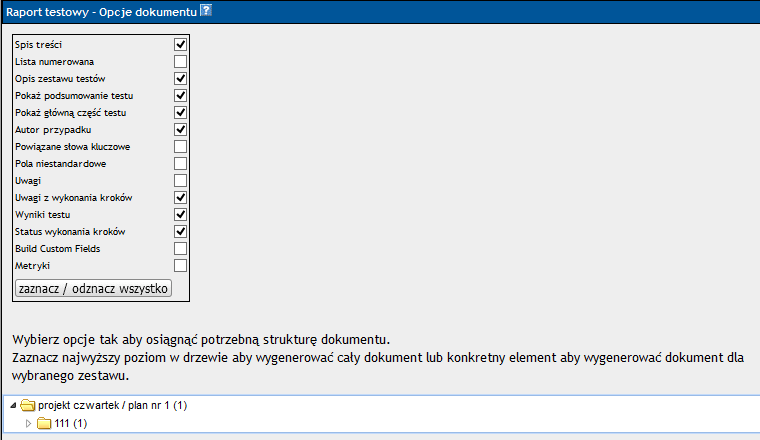 Raport testowy - Opcje dokumentu ?
Spis treści
Lista numerowana
Opis zestawu testów
Pokaż podsumowanie testu
Pokaż główną część testu
Autor przypadku
Powiązane słowa kluczowe
Pola niestandardowe
Uwagi
Uwagi z wykonania kroków
Wyniki testu
Status wykonania kroków
Build Custom Fields
Metryki
zaznacz / odznacz wszystko
Wybierz opcje tak aby osiągnąć potrzebną strukturę dokumentu.
Zaznacz najwyższy poziom w drzewie aby wygenerować cały dokument lub konkretny element aby wygenerować dokument dla
wybranego zestawu.
projekt czwartek / plan nr 1 (1)
111 (1)